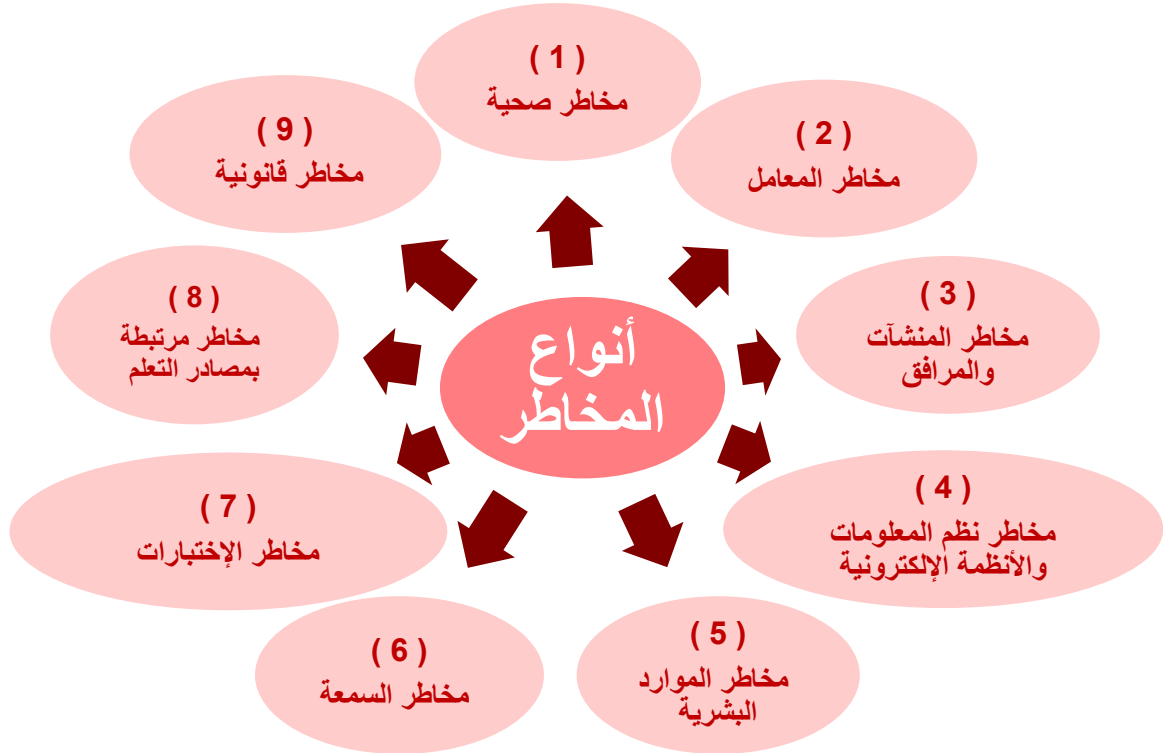 أنواع
المخاطر
( 1 )
مخاطر صحية
( 2 )
مخاطر المعامل
( 3 )
مخاطر المنشآت
والمرافق
( 4 )
مخاطر نظم المعلومات
والأنظمة الإلكترونية
( 5 )
مخاطر الموارد
البشرية
( 6 )
مخاطر السمعة
( 7 )
مخاطر الإختبارات
( 8 )
مخاطر مرتبطة
بمصادر التعلم
( 9 )
مخاطر قانونية